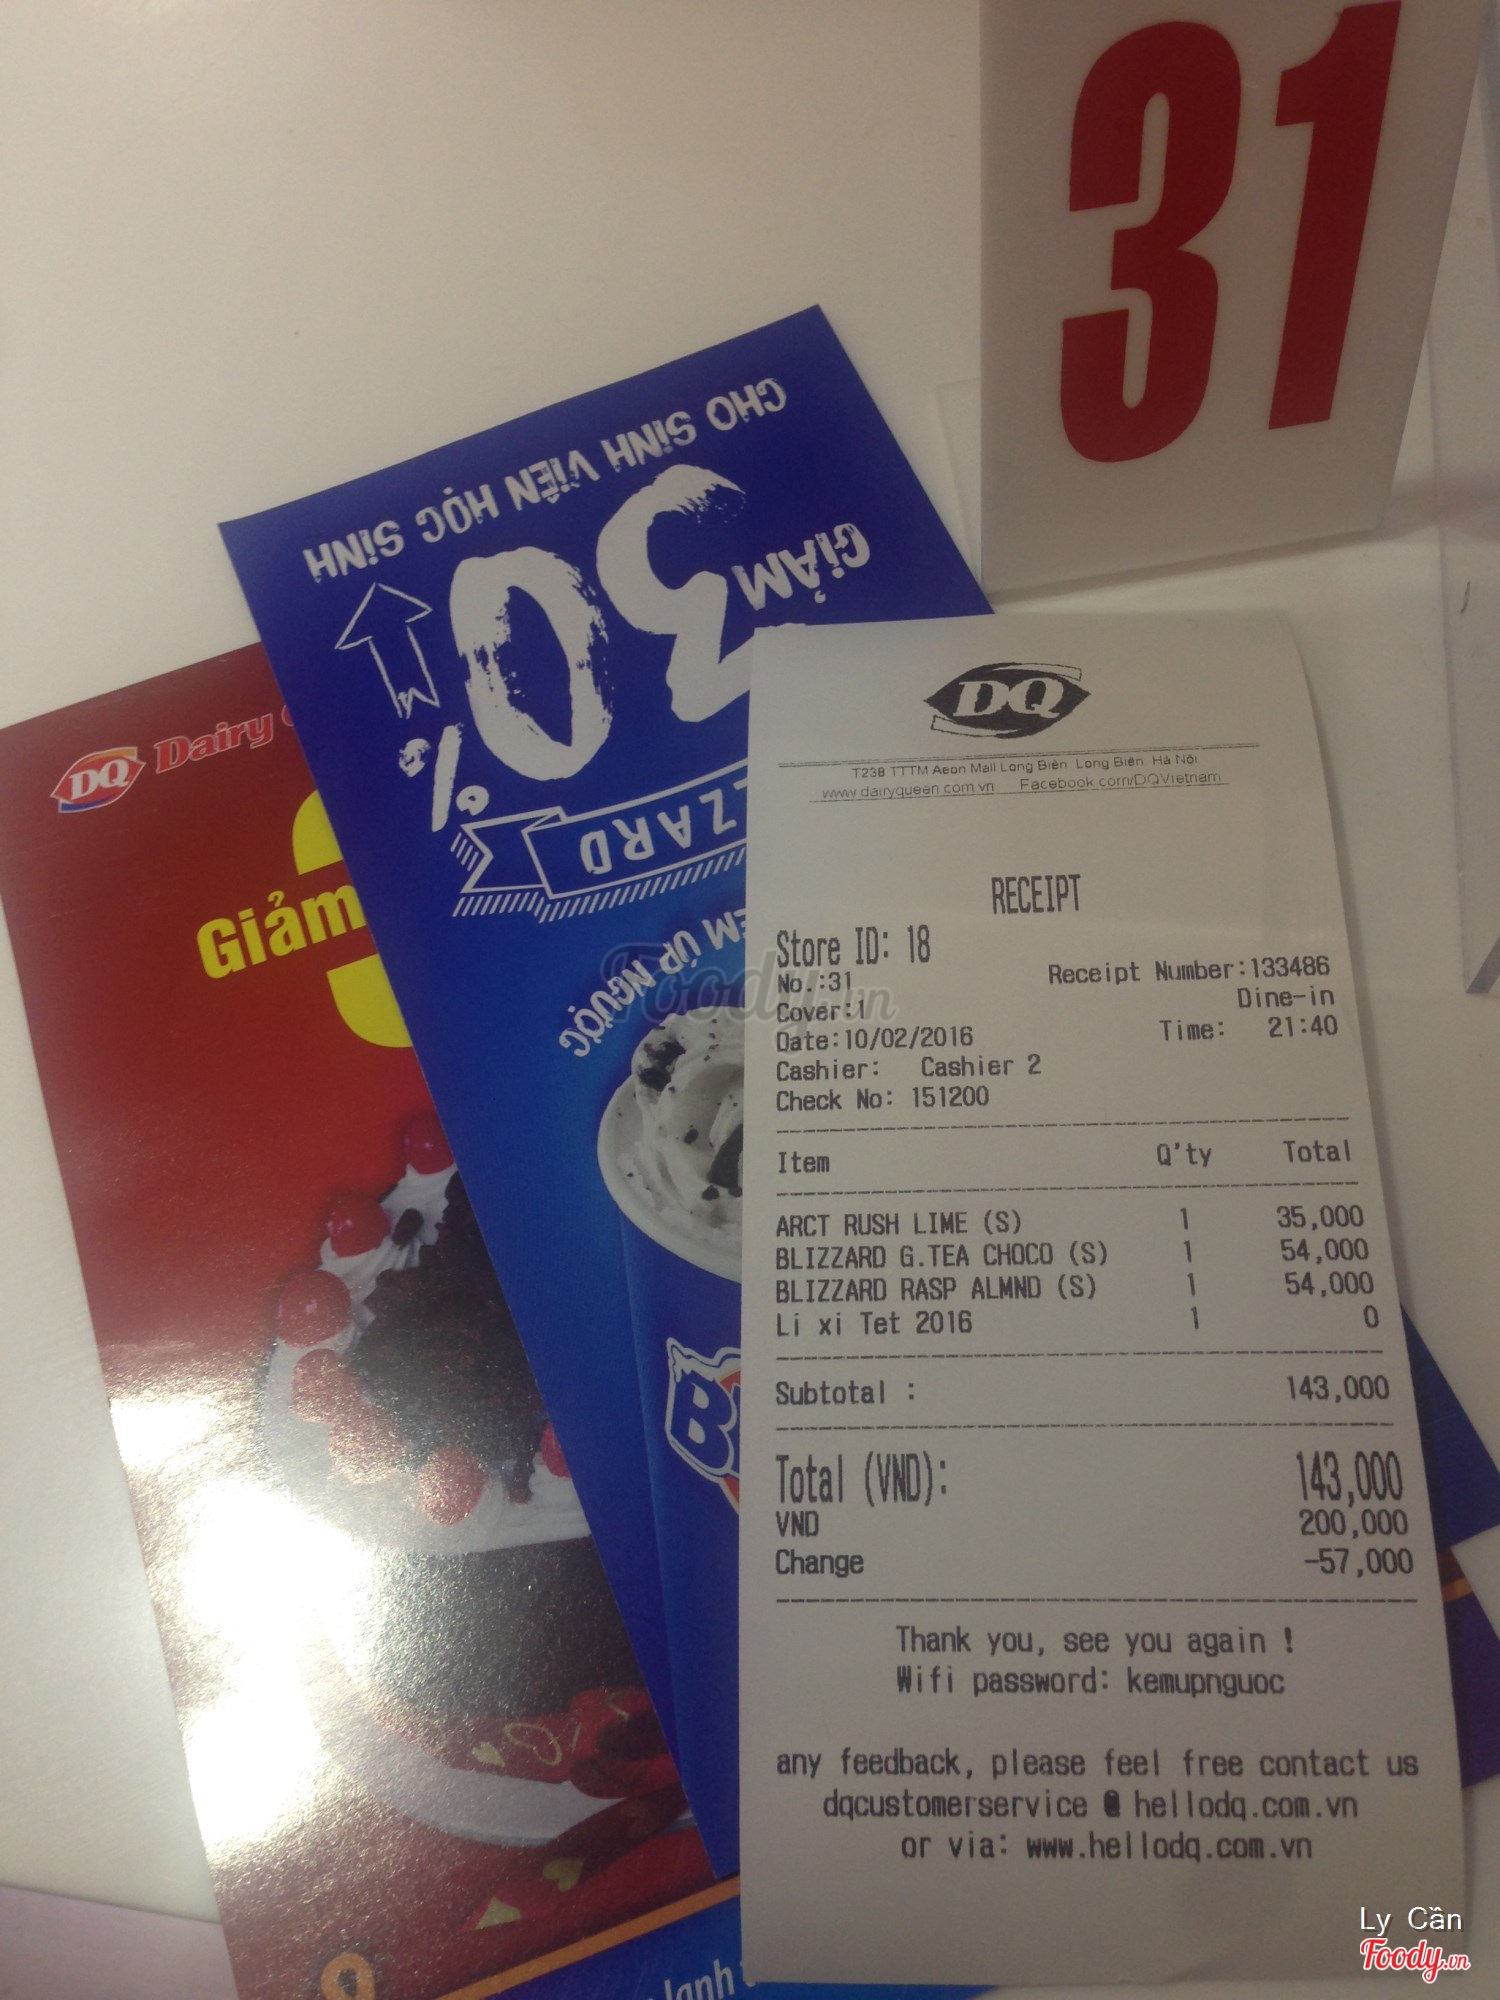 31
CHO SINH VIÊN HỌC SINH
GIẢM
30%
ÚP NGƯỢC
DQ Dairy
Giảm
DQ
T238 TTTM Aeon Mall Long Biên Long Biên Hà Nội
www.dairyqueen.com.vn Facebook.com/DQVietnam
RECEIPT
Store ID: 18
No.:31 Receipt Number:133486
Cover:1 Dine-in
Date:10/02/2016 Time: 21:40
Cashier: Cashier 2
Check No: 151200
Item Q'ty Total
ARCT RUSH LIME (S) 1 35,000
BLIZZARD G.TEA CHOCO (S) 1 54,000
BLIZZARD RASP ALMND (S) 1 54,000
Li xi Tet 2016 1 0
Subtotal : 143,000
Total (VND): 143,000
VND 200,000
Change -57,000
Thank you, see you again !
Wifi password: kemupnguoc
any feedback, please feel free contact us
dqcustomerservice @ hellodq.com.vn
or via: www.hellodq.com.vn
Foody.vn
Ly Cần
Foody.vn